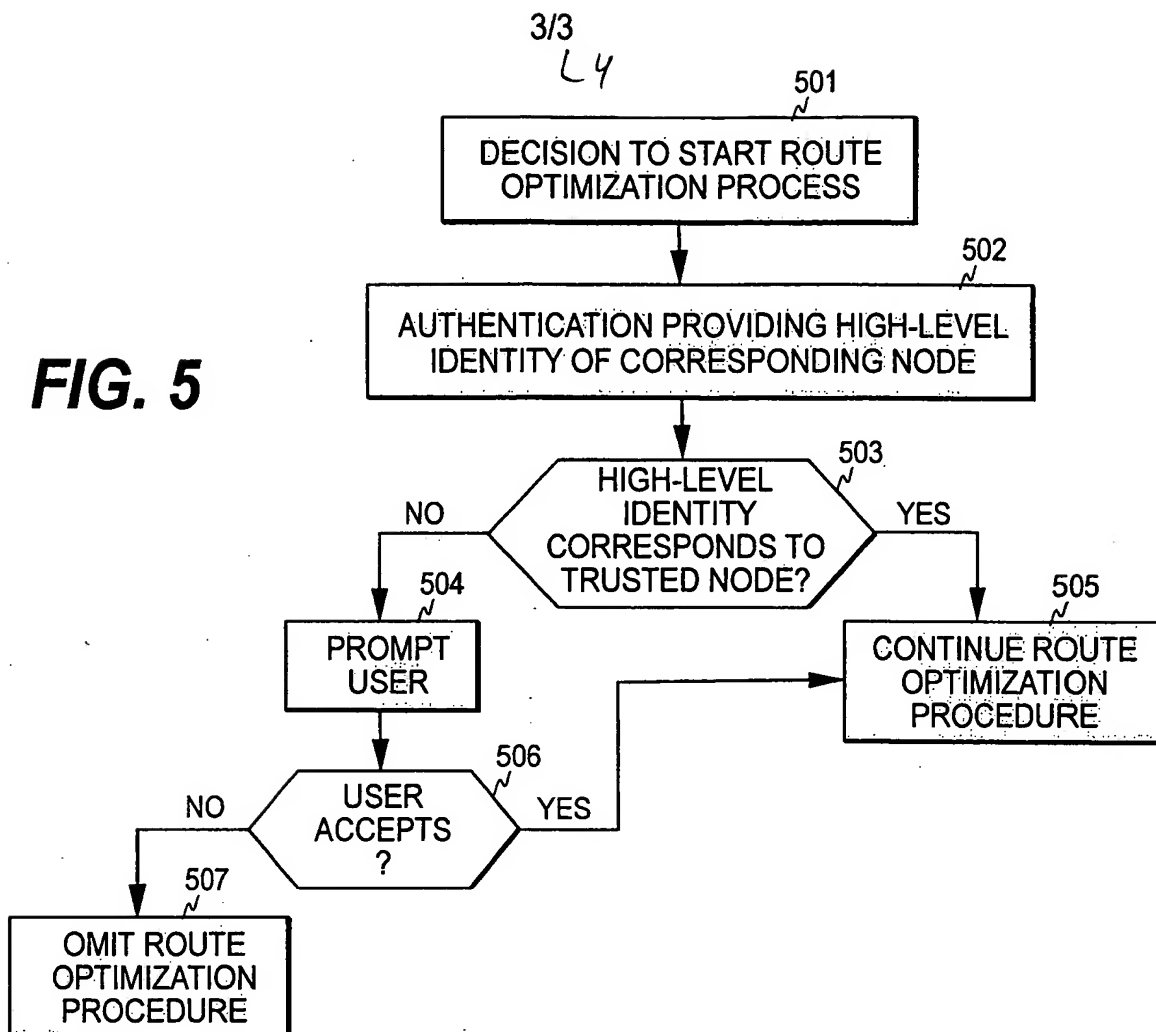 3/3
L4
501
DECISION TO START ROUTE
OPTIMIZATION PROCESS
502
AUTHENTICATION PROVIDING HIGH-LEVEL
IDENTITY OF CORRESPONDING NODE
FIG. 5
503
HIGH-LEVEL
IDENTITY
CORRESPONDS TO
TRUSTED NODE?
NO
YES
504
PROMPT
USER
505
CONTINUE ROUTE
OPTIMIZATION
PROCEDURE
506
USER
ACCEPTS
?
NO
YES
507
OMIT ROUTE
OPTIMIZATION
PROCEDURE